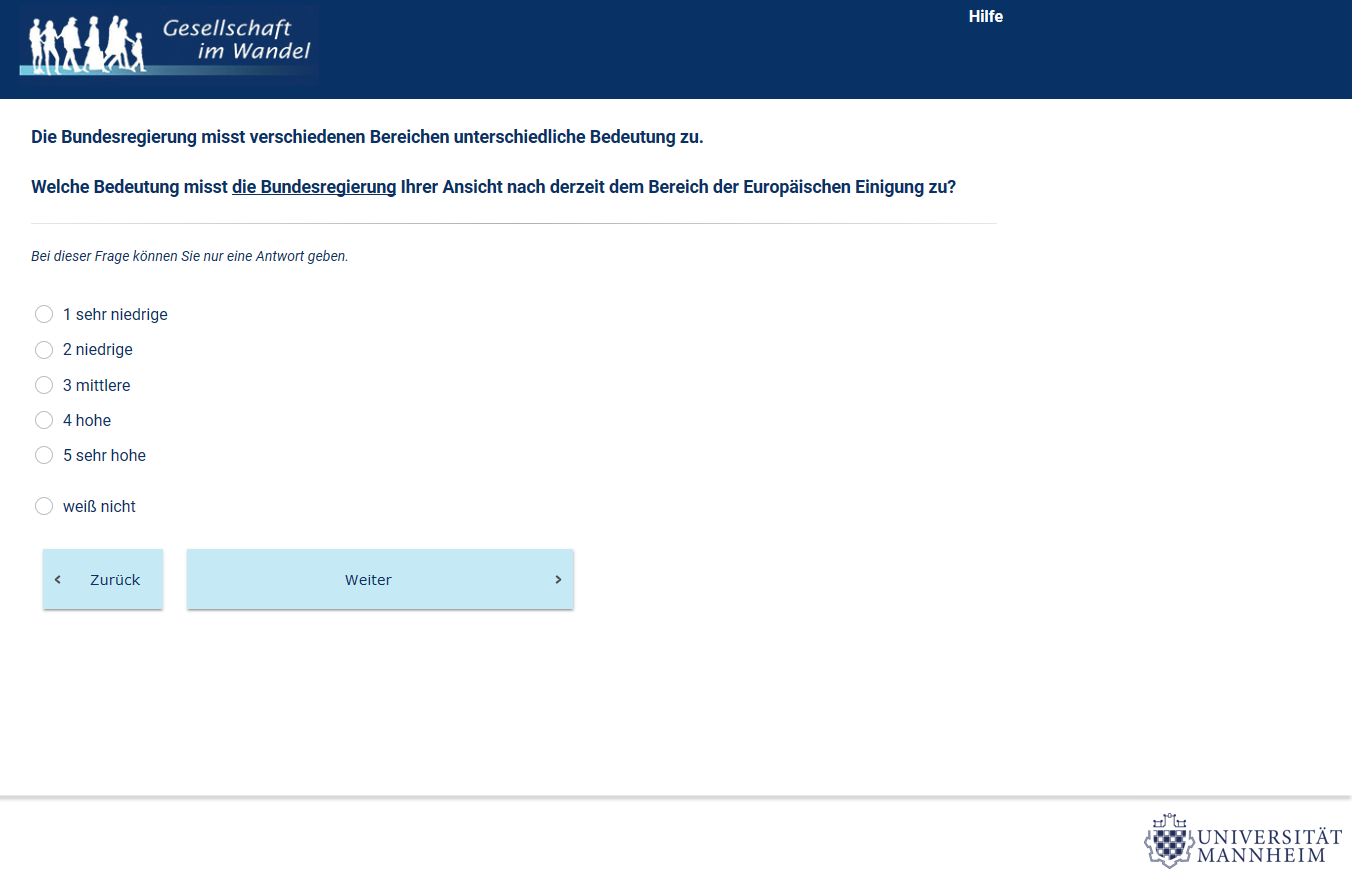 Gesellschaft
im Wandel
Hilfe
Die Bundesregierung misst verschiedenen Bereichen unterschiedliche Bedeutung zu.
Welche Bedeutung misst die Bundesregierung Ihrer Ansicht nach derzeit dem Bereich der Europäischen Einigung zu?
Bei dieser Frage können Sie nur eine Antwort geben.
1 sehr niedrige
2 niedrige
3 mittlere
4 hohe
5 sehr hohe
weiß nicht
Zurück
Weiter
UNIVERSITÄT
MANNHEIM